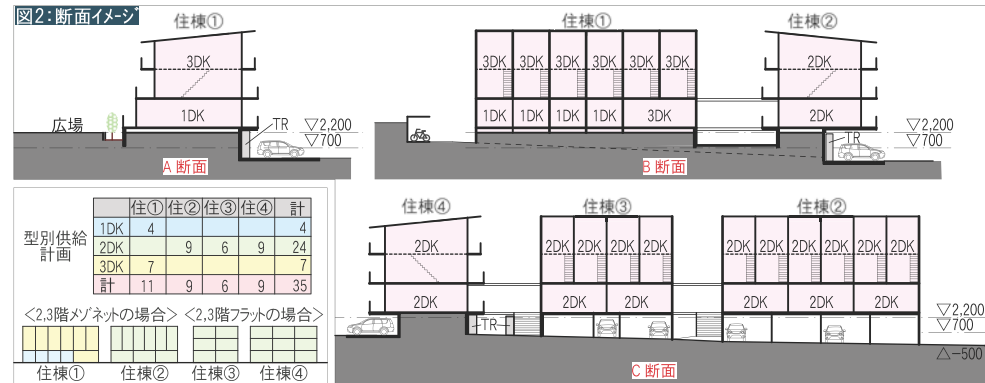 図2:断面イメージ
住棟①
3DK
1DK
広場
TR
▽2,200
▽700
A断面
住棟①
住棟②
3DK 3DK 3DK 3DK 3DK 3DK
2DK
1DK 1DK 1DK 1DK 3DK
2DK
TR
▽2,200
▽700
B断面
型別供給計画
住① 住② 住③ 住④ 計
1DK 4 4
2DK 9 6 9 24
3DK 7 7
計 11 9 6 9 35
<2,3階メゾネットの場合> <2,3階フラットの場合>
住棟① 住棟② 住棟③ 住棟④
住棟④
住棟③
住棟②
2DK
2DK 2DK 2DK 2DK
2DK 2DK 2DK 2DK 2DK 2DK
2DK
2DK 2DK
2DK 2DK 2DK
TR
▽2,200
▽700
△-500
C断面